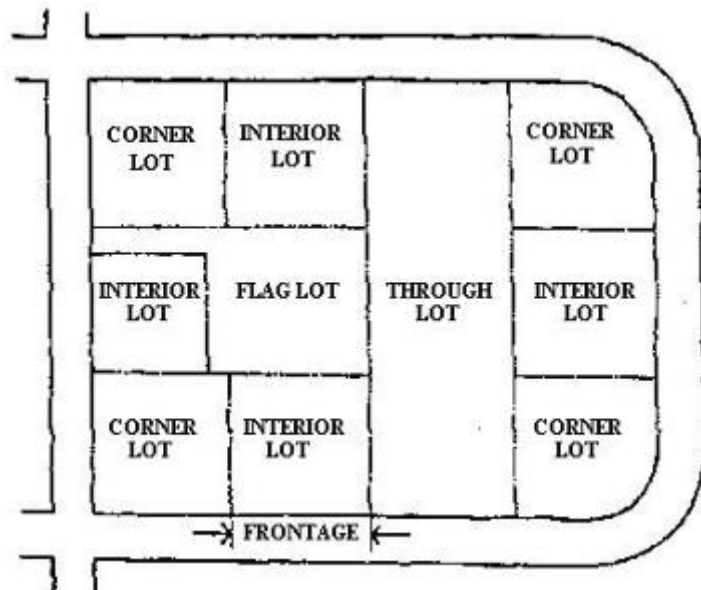 CORNER
LOT
INTERIOR
LOT
CORNER
LOT
INTERIOR
LOT
FLAG LOT
THROUGH
LOT
INTERIOR
LOT
CORNER
LOT
INTERIOR
LOT
CORNER
LOT
FRONTAGE